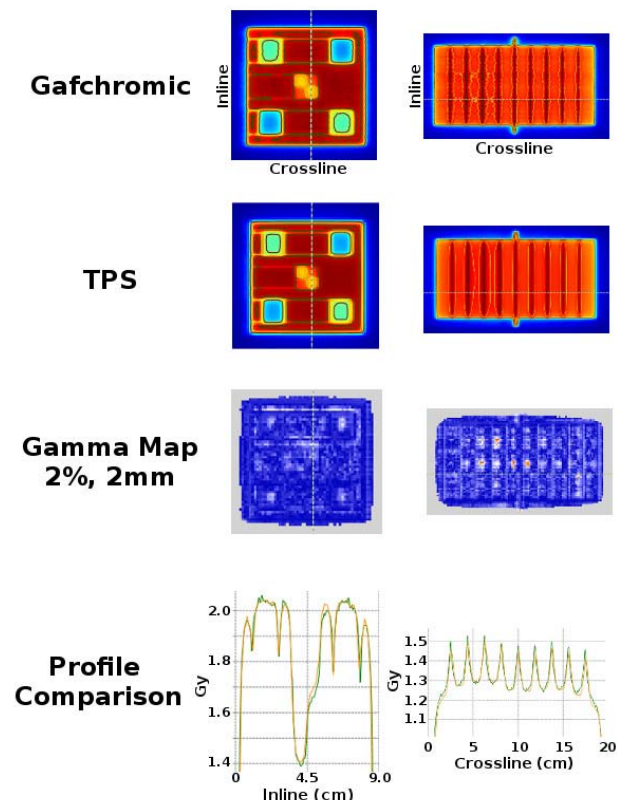 Gafchromic
Inline
Crossline
Inline
Crossline
TPS
Gamma Map
2%, 2mm
Profile
Comparison
Gy
2.0
1.8
1.6
1.4
0
4.5
9.0
Inline (cm)
Gy
1.5
1.4
1.3
1.2
1.1
0
5
10
15
20
Crossline (cm)